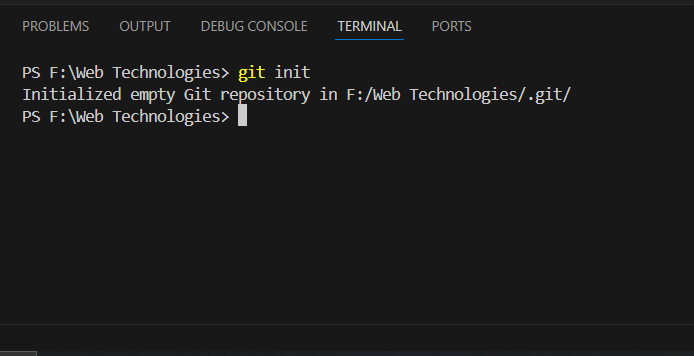 PROBLEMS OUTPUT DEBUG CONSOLE TERMINAL PORTS
PS F:\Web Technologies> git init
Initialized empty Git repository in F:/Web Technologies/.git/
PS F:\Web Technologies>